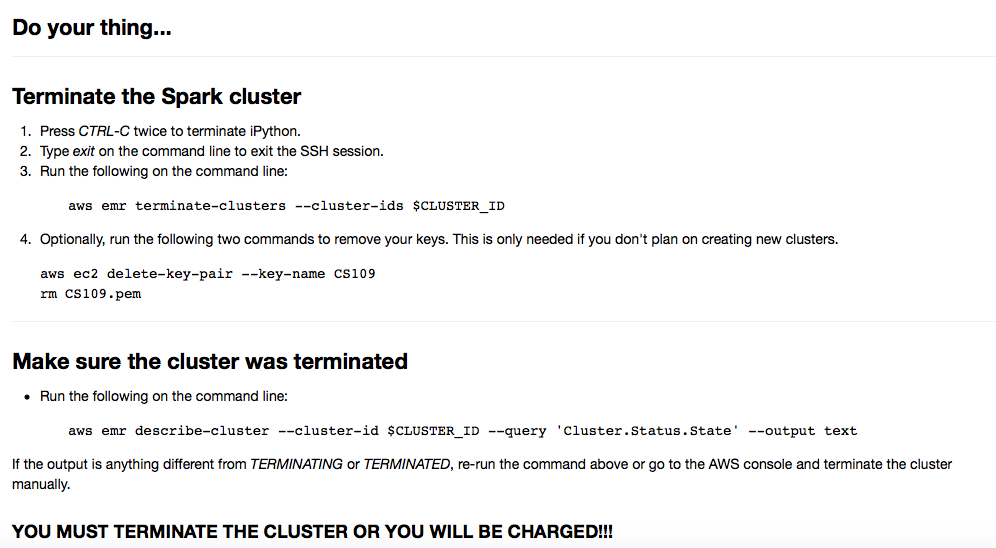 Do your thing...
Terminate the Spark cluster
1. Press CTRL-C twice to terminate iPython.
2. Type exit on the command line to exit the SSH session.
3. Run the following on the command line:
aws emr terminate-clusters --cluster-ids $CLUSTER_ID
4. Optionally, run the following two commands to remove your keys. This is only needed if you don't plan on creating new clusters.
aws ec2 delete-key-pair --key-name CS109
rm CS109.pem
Make sure the cluster was terminated
• Run the following on the command line:
aws emr describe-cluster --cluster-id $CLUSTER_ID --query 'Cluster.Status.State' --output text
If the output is anything different from TERMINATING or TERMINATED, re-run the command above or go to the AWS console and terminate the cluster
manually.
YOU MUST TERMINATE THE CLUSTER OR YOU WILL BE CHARGED!!!